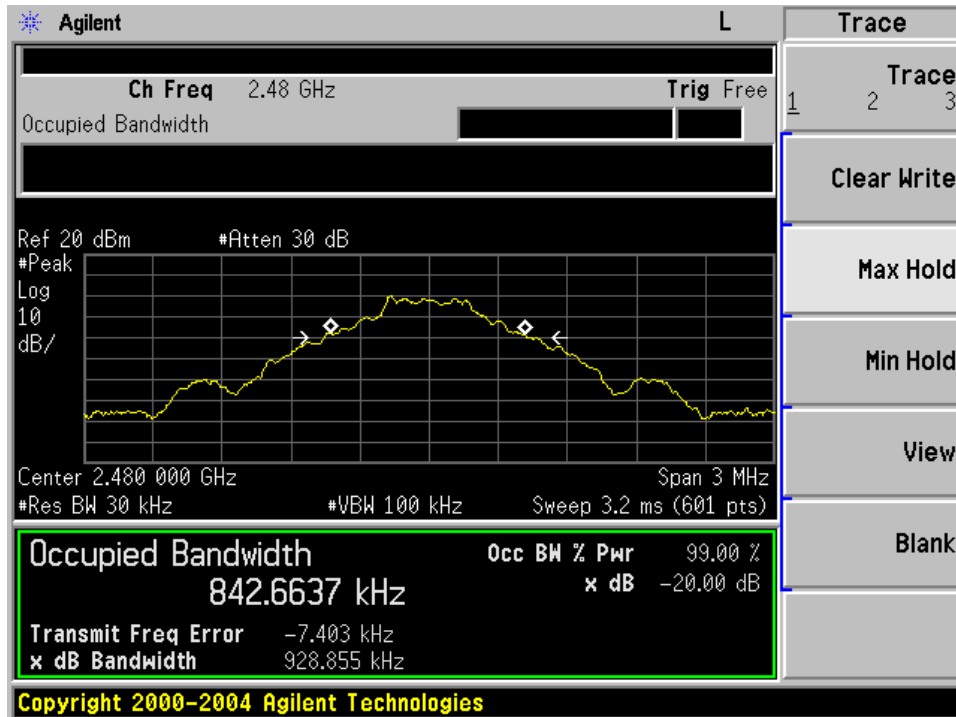 Agilent L Trace
Ch Freq 2.48 GHz Trig Free
Occupied Bandwidth
Trace
1 2 3
Clear Write
Max Hold
Min Hold
View
Blank
Ref 20 dBm #Atten 30 dB
#Peak
Log
10
dB/
Center 2.480 000 GHz Span 3 MHz
#Res BW 30 kHz #VBW 100 kHz Sweep 3.2 ms (601 pts)
Occupied Bandwidth Occ BW % Pwr 99.00 %
842.6637 kHz x dB -20.00 dB
Transmit Freq Error -7.403 kHz
x dB Bandwidth 928.855 kHz
Copyright 2000-2004 Agilent Technologies